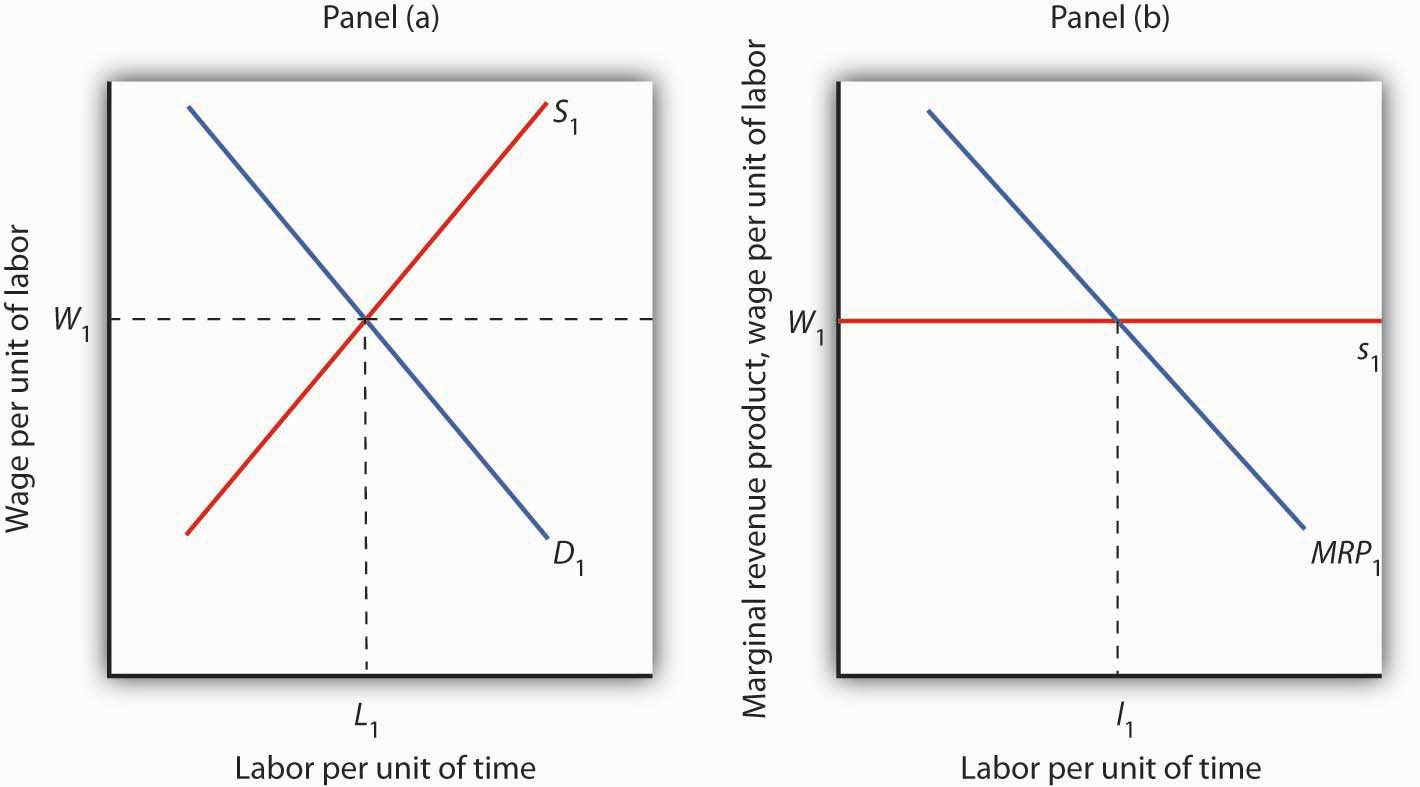 Panel (a)
Wage per unit of labor
W1
S1
D1
L1
Labor per unit of time
Panel (b)
Marginal revenue product, wage per unit of labor
W1
s1
MRP1
l1
Labor per unit of time